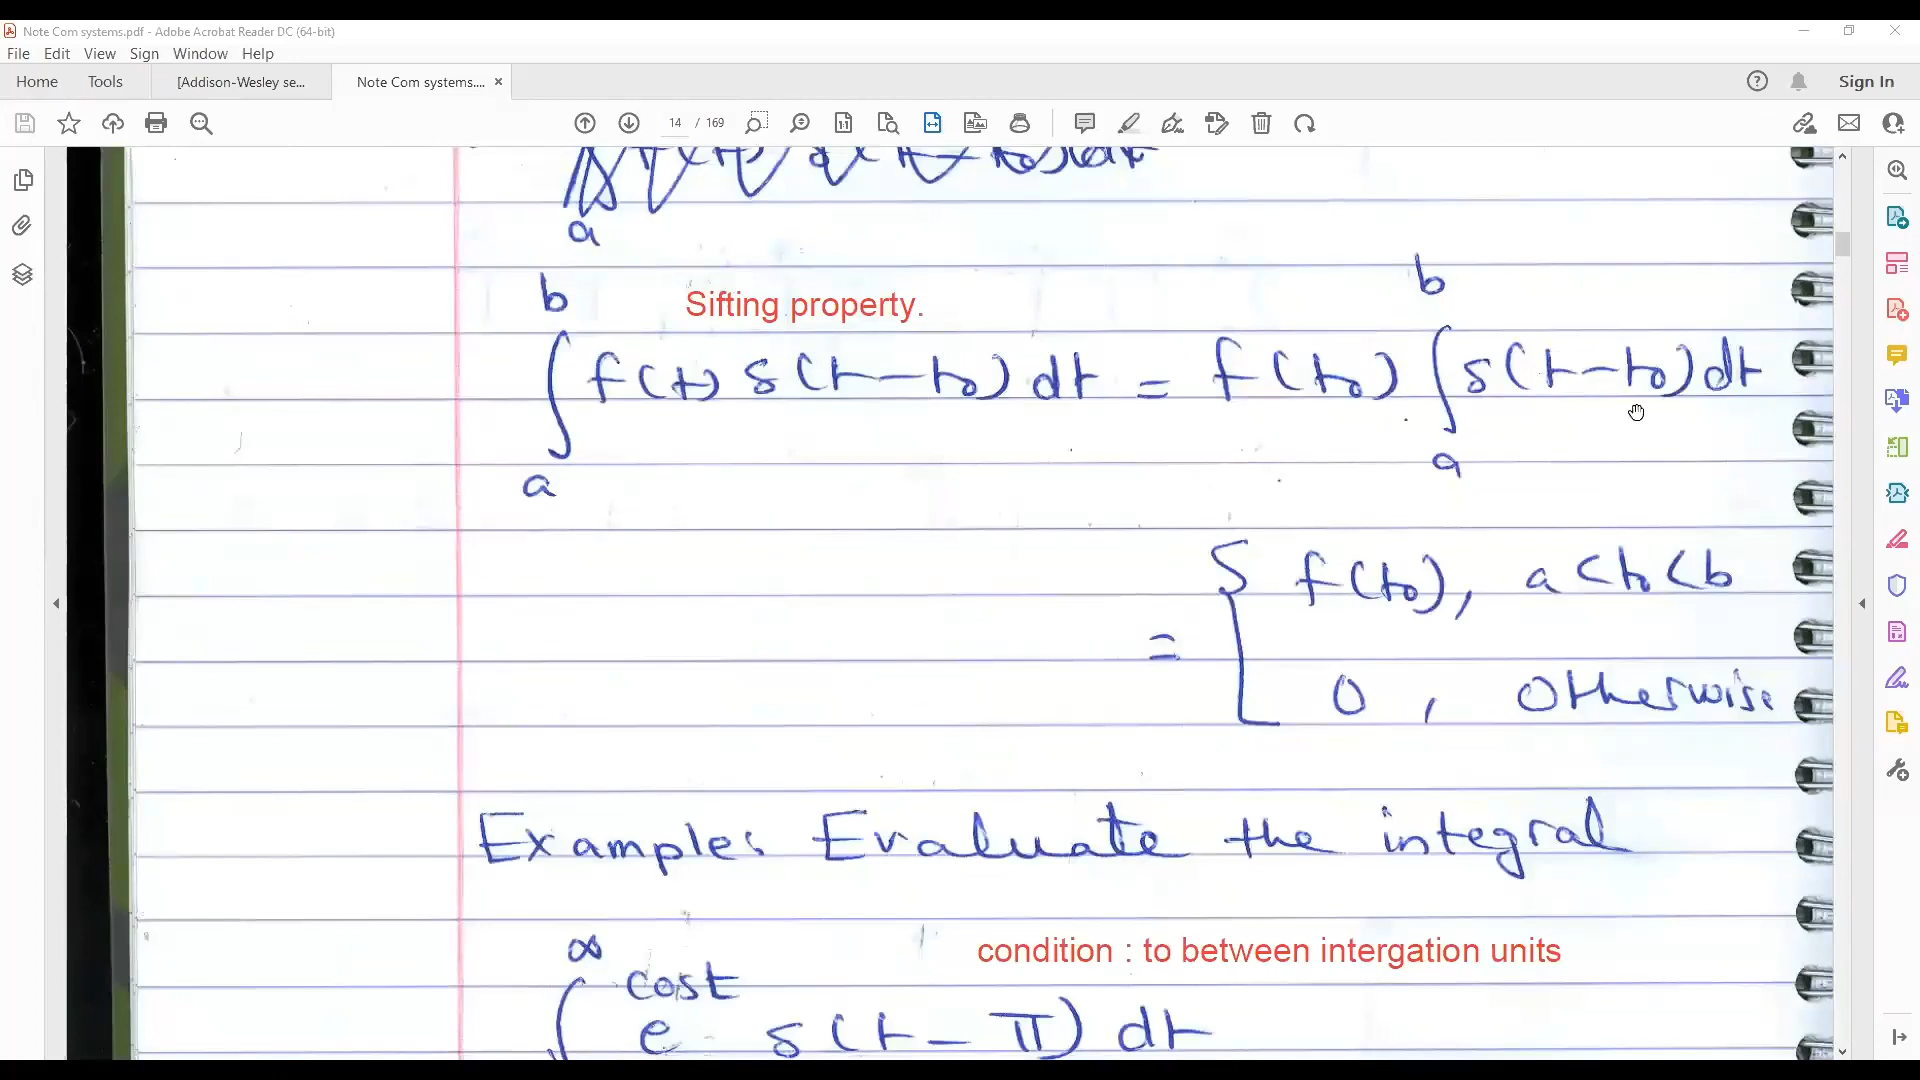 Note Com systems.pdf - Adobe Acrobat Reader DC (64-bit)
File Edit View Sign Window Help
Home Tools [Addison-Wesley se... Note Com systems.... × Sign In
14 / 169
a
b Sifting property. b
∫ f(t) δ(t-t₀) dt = f(t₀) ∫ δ(t-t₀)dt
a a
= { f(t₀), a<t₀<b
0 , otherwise
Example: Evaluate the integral
condition : to between intergation units
∞ cost
∫ e δ(t - π) dt